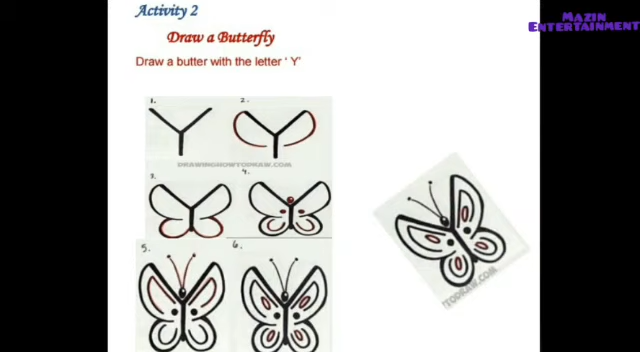 Activity 2
MAZIN
ENTERTAINMENT
Draw a Butterfly
Draw a butter with the letter ‘ Y’
1.
2.
DRAWINGHOWTODRAW.COM
3.
4.
5.
6.
TODRAW.COM